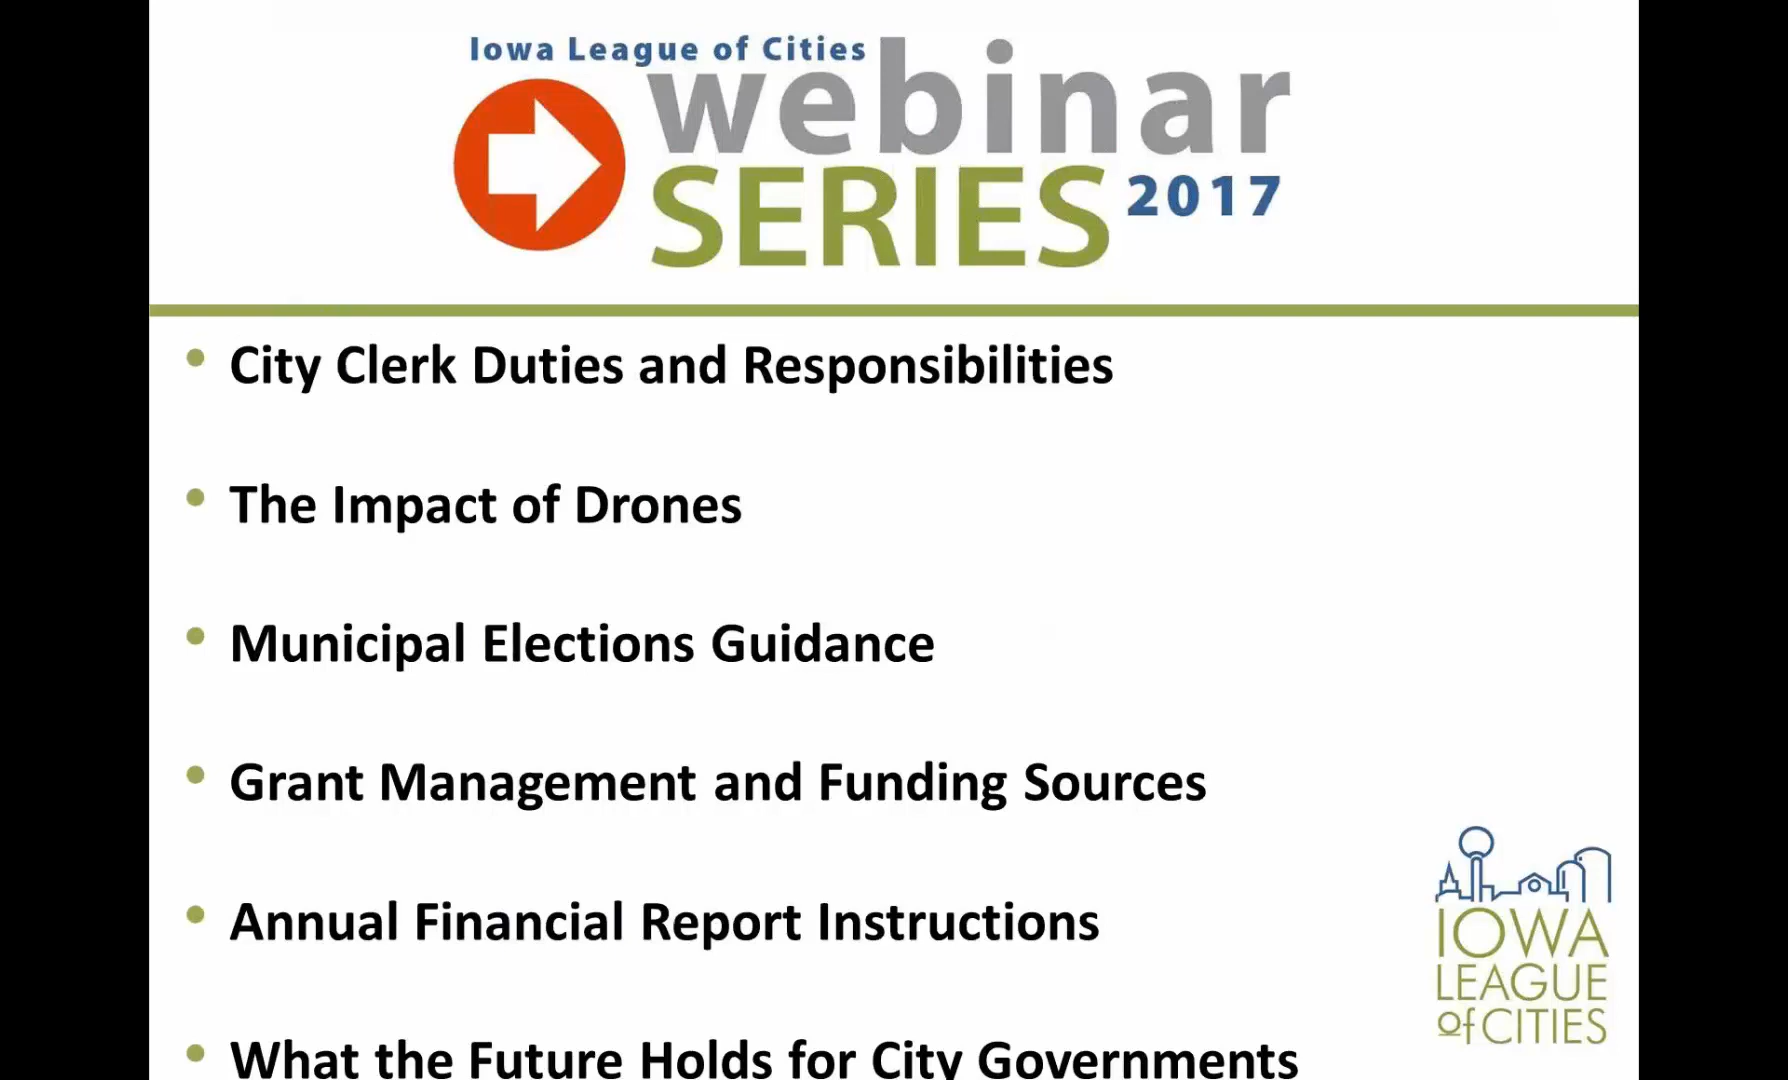 Iowa League of Cities
webinar
SERIES 2017
• City Clerk Duties and Responsibilities
• The Impact of Drones
• Municipal Elections Guidance
• Grant Management and Funding Sources
• Annual Financial Report Instructions
• What the Future Holds for City Governments
IOWA
LEAGUE
of CITIES